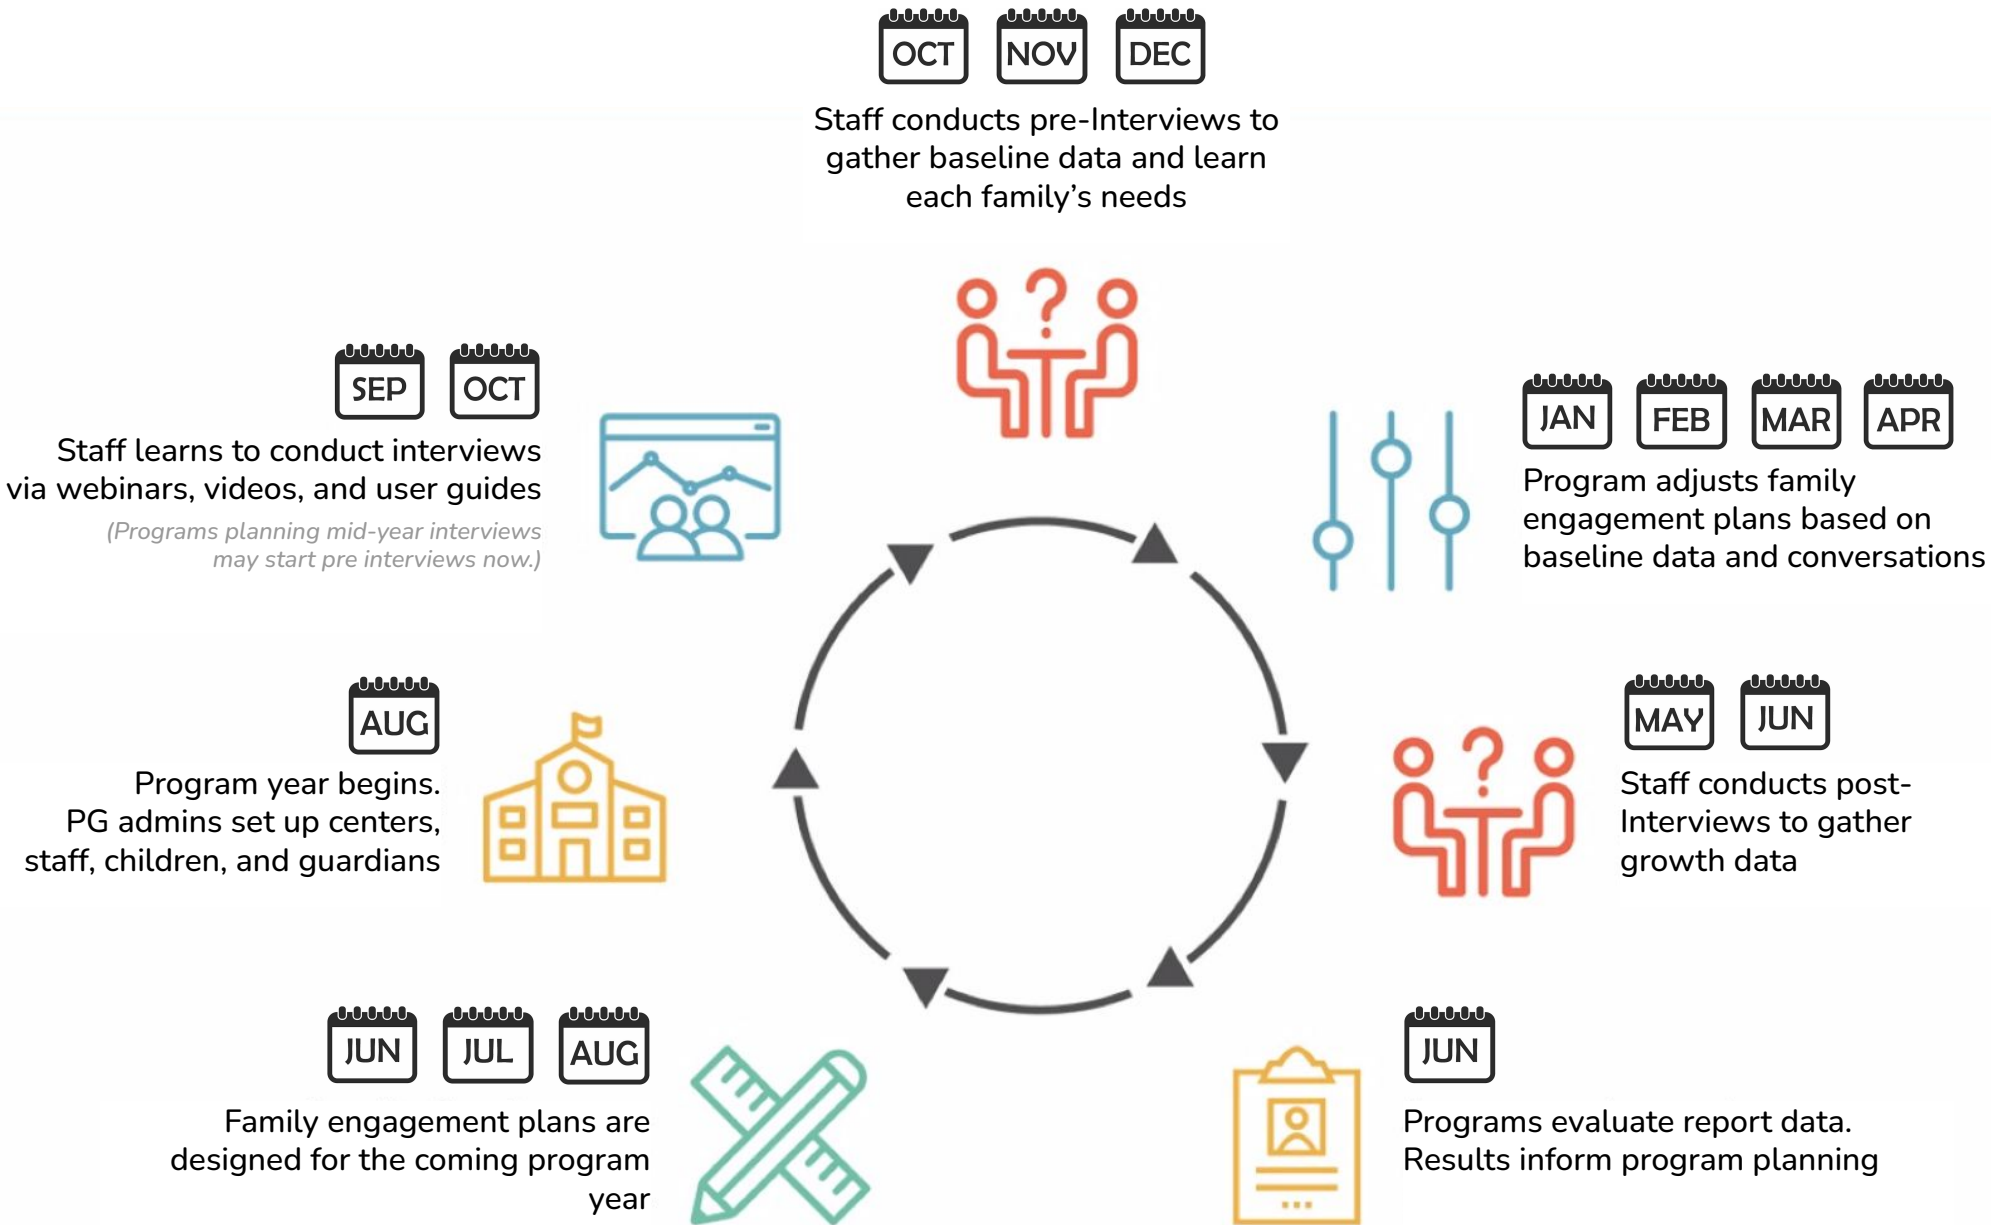 OCT NOV DEC
Staff conducts pre-Interviews to
gather baseline data and learn
each family's needs
SEP OCT
Staff learns to conduct interviews
via webinars, videos, and user guides
(Programs planning mid-year interviews
may start pre interviews now.)
?
JAN FEB MAR APR
Program adjusts family
engagement plans based on
baseline data and conversations
AUG
Program year begins.
PG admins set up centers,
staff, children, and guardians
?
MAY JUN
Staff conducts post-
Interviews to gather
growth data
JUN JUL AUG
Family engagement plans are
designed for the coming program
year
JUN
Programs evaluate report data.
Results inform program planning